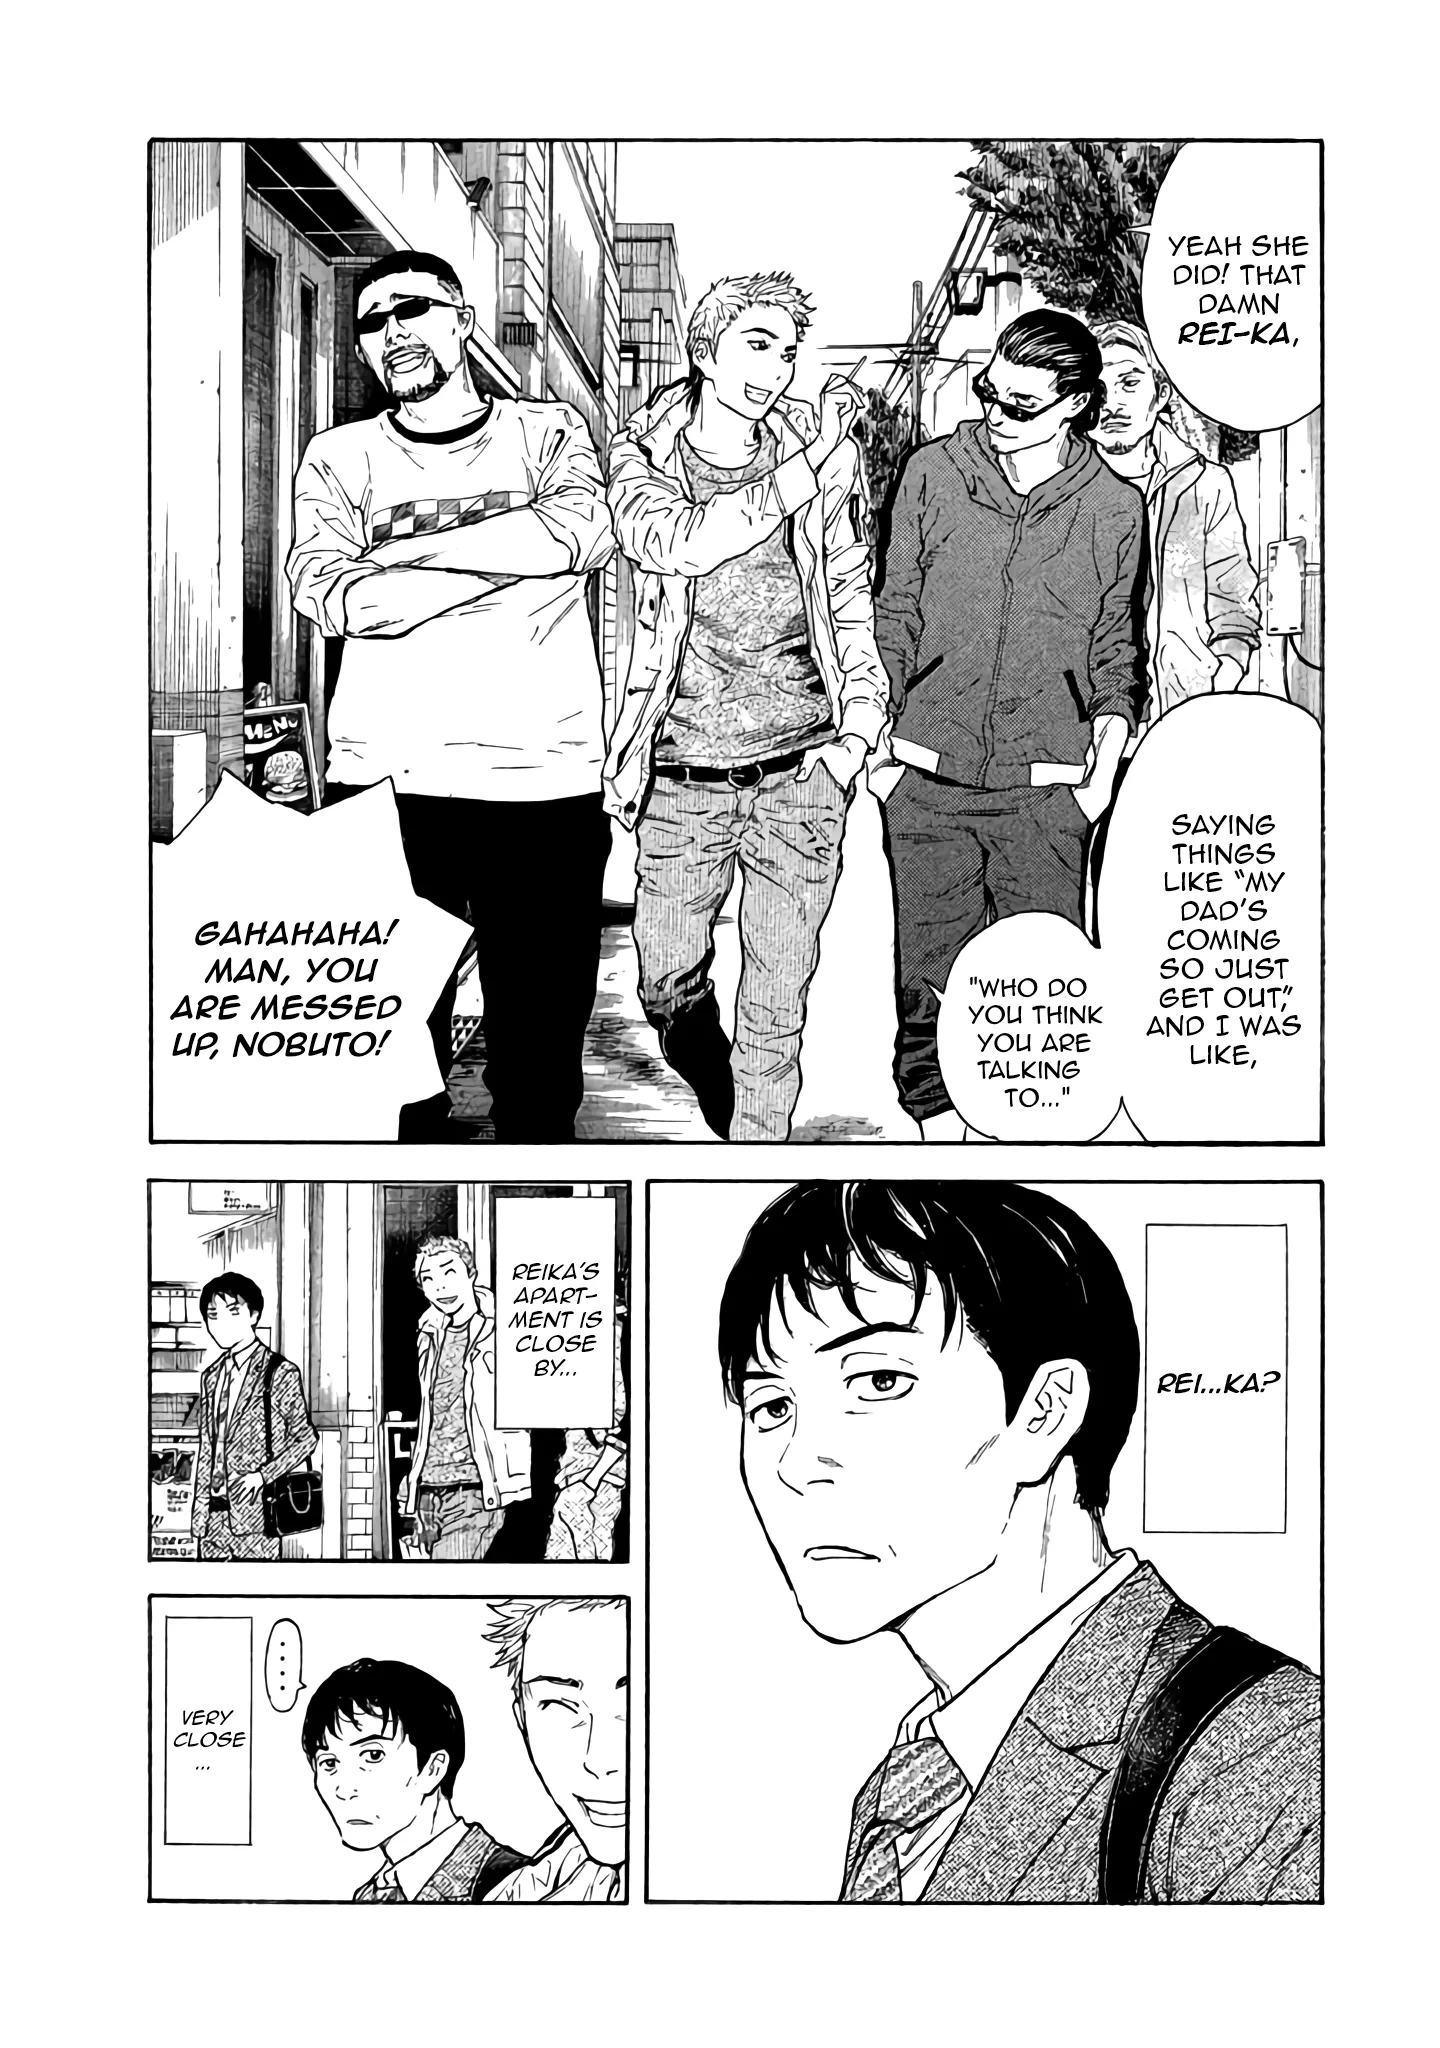 YEAH SHE
DID! THAT
DAMN
REI-KA,
SAYING
THINGS
LIKE “MY
DAD’S
COMING
SO JUST
GET OUT,”
AND I WAS
LIKE,
"WHO DO
YOU THINK
YOU ARE
TALKING
TO..."
MENU
GAHAHAHA!
MAN, YOU
ARE MESSED
UP, NOBUTO!
REI...KA?
REIKA’S
APART-
MENT IS
CLOSE
BY...
VERY
CLOSE
...